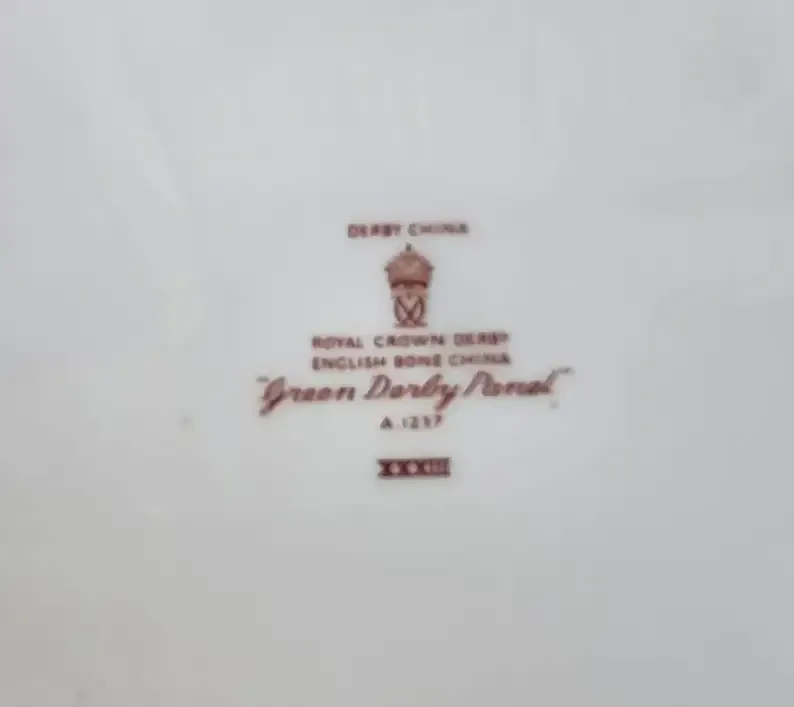 DERBY CHINA
ROYAL CROWN DERBY
ENGLISH BONE CHINA
"Green Derby Panel"
A.1237
XXXIII